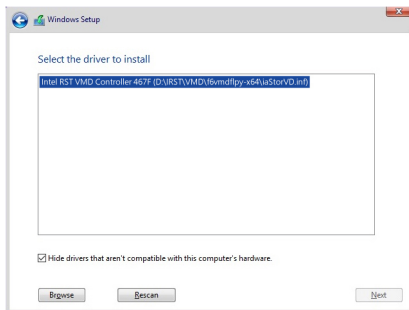 Windows Setup
Select the driver to install
Intel RST VMD Controller 467F (D:\IRST\VMD\f6vmdflpy-x64\iaStorVD.inf)
Hide drivers that aren't compatible with this computer's hardware.
Browse
Rescan
Next